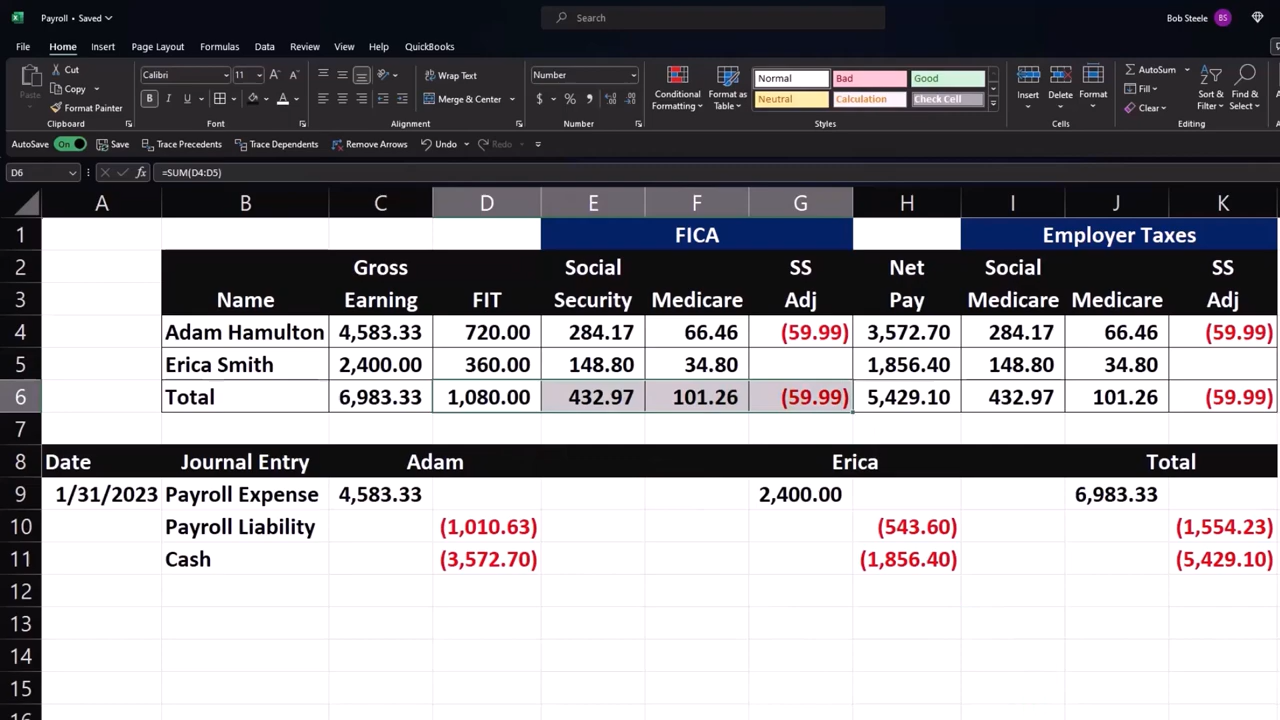 Payroll • Saved
Search
Bob Steele BS
File Home Insert Page Layout Formulas Data Review View Help QuickBooks
Paste Cut Copy Format Painter Clipboard
Calibri 11 A A B I U A Font
Wrap Text Merge & Center Alignment
Number $ % Number
Conditional Formatting Format as Table Normal Bad Good Neutral Calculation Check Cell Styles
Insert Delete Format Cells
AutoSum Fill Clear Sort & Filter Find & Select Editing
AutoSave On Save Trace Precedents Trace Dependents Remove Arrows Undo Redo
D6 fx =SUM(D4:D5)
A B C D E F G H I J K
1 FICA Employer Taxes
2 Gross Social SS Net Social SS
3 Name Earning FIT Security Medicare Adj Pay Medicare Medicare Adj
4 Adam Hamulton 4,583.33 720.00 284.17 66.46 (59.99) 3,572.70 284.17 66.46 (59.99)
5 Erica Smith 2,400.00 360.00 148.80 34.80 1,856.40 148.80 34.80
6 Total 6,983.33 1,080.00 432.97 101.26 (59.99) 5,429.10 432.97 101.26 (59.99)
7
8 Date Journal Entry Adam Erica Total
9 1/31/2023 Payroll Expense 4,583.33 2,400.00 6,983.33
10 Payroll Liability (1,010.63) (543.60) (1,554.23)
11 Cash (3,572.70) (1,856.40) (5,429.10)
12
13
14
15
16